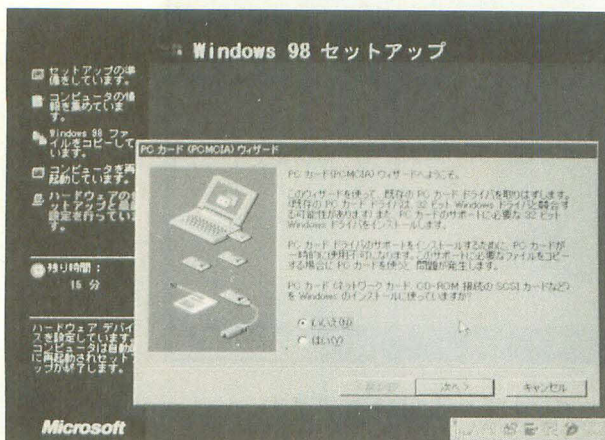 Windows 98 セットアップ
セットアップの準
備をしています。
コンピュータの情
報を集めていま
す。
Windows 98 ファ
イルをコピーして
います。
コンピュータを再
起動しています。
ハードウェアの
セットアップと最終
設定を行ってい
す。
残り時間：
15 分
ハードウェア デバイ
スを設定しています。
コンピュータは自動的
に再起動されセットア
ップが終了します。
Microsoft
PC カード (PCMCIA) ウィザード
PC カード(PCMCIA) ウィザードへようこそ。
このウィザードを使って、既存の PC カード ドライバを取りはずします。
(既存の PC カード ドライバは、32 ビット Windows ドライバと競合す
る可能性があります) また、PC カードのサポートに必要な 32 ビット
Windows ドライバをインストールします。
PC カード ドライバのサポートをインストールするために、PC カードが
一時的に使用不可になります。このサポートに必要なファイルをコピー
する場合に PC カードを使うと、問題が発生します。
PC カード (ネットワーク カード、CD-ROM 接続の SCSI カードなど)
を Windows のインストールに使っていますか?
いいえ(N)
はい(Y)
次へ >
キャンセル